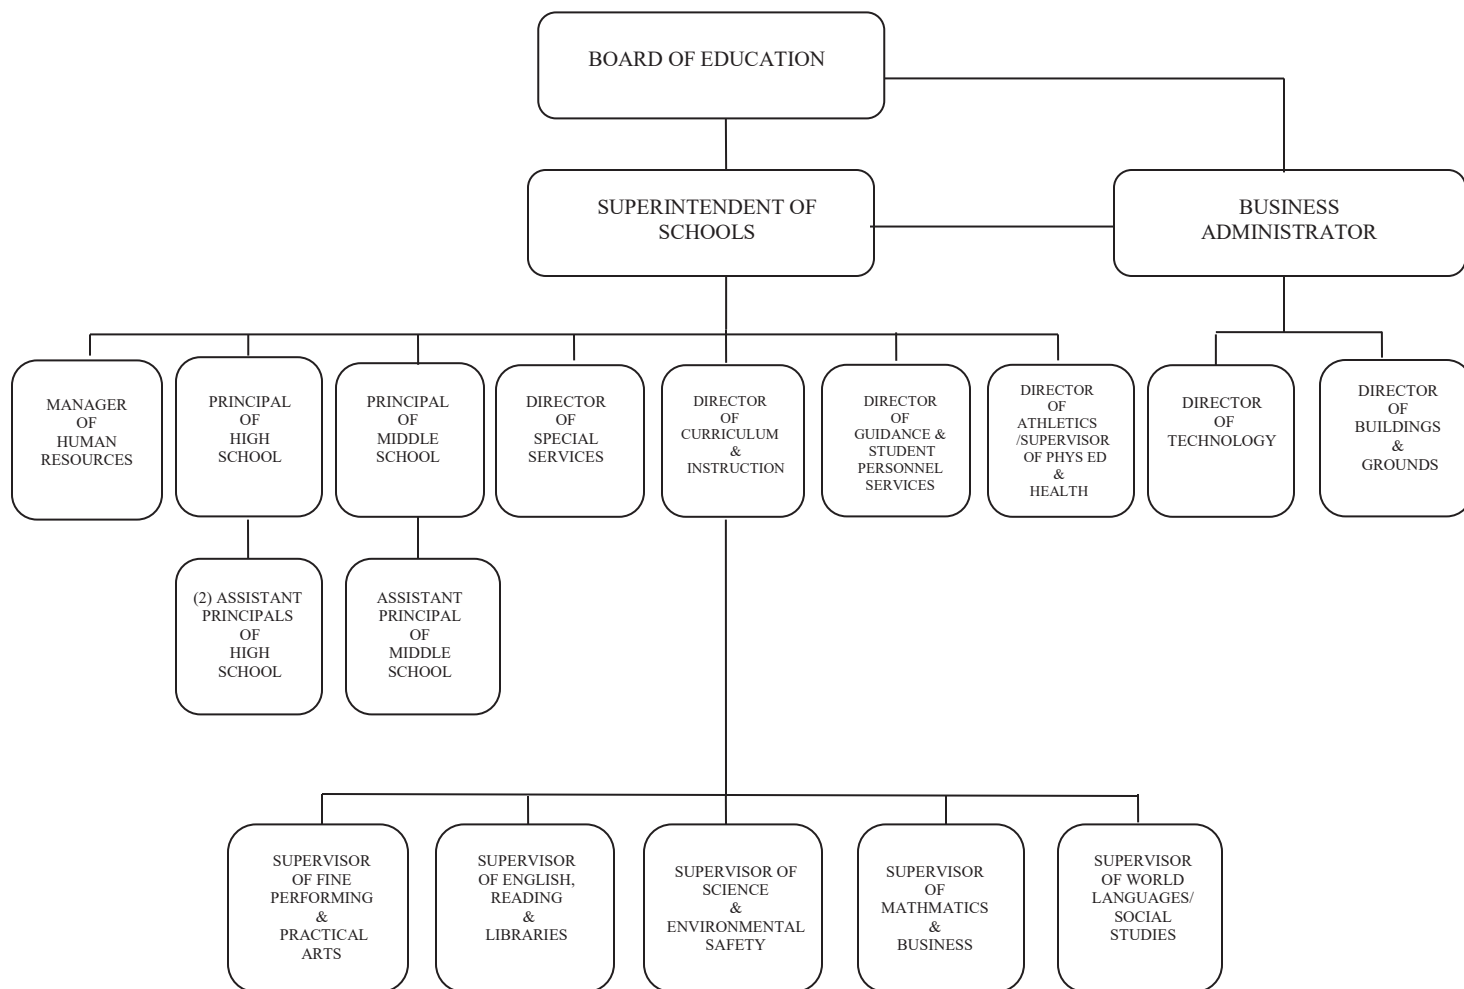 BOARD OF EDUCATION
SUPERINTENDENT OF
SCHOOLS
BUSINESS
ADMINISTRATOR
MANAGER
OF
HUMAN
RESOURCES
PRINCIPAL
OF
HIGH
SCHOOL
PRINCIPAL
OF
MIDDLE
SCHOOL
DIRECTOR
OF
SPECIAL
SERVICES
DIRECTOR
OF
CURRICULUM
&
INSTRUCTION
DIRECTOR
OF
GUIDANCE &
STUDENT
PERSONNEL
SERVICES
DIRECTOR
OF
ATHLETICS
/SUPERVISOR
OF PHYS ED
&
HEALTH
DIRECTOR
OF
TECHNOLOGY
DIRECTOR
OF
BUILDINGS
&
GROUNDS
(2) ASSISTANT
PRINCIPALS
OF
HIGH
SCHOOL
ASSISTANT
PRINCIPAL
OF
MIDDLE
SCHOOL
SUPERVISOR
OF FINE
PERFORMING
&
PRACTICAL
ARTS
SUPERVISOR
OF ENGLISH,
READING
&
LIBRARIES
SUPERVISOR OF
SCIENCE
&
ENVIRONMENTAL
SAFETY
SUPERVISOR
OF
MATHMATICS
&
BUSINESS
SUPERVISOR
OF WORLD
LANGUAGES/
SOCIAL
STUDIES